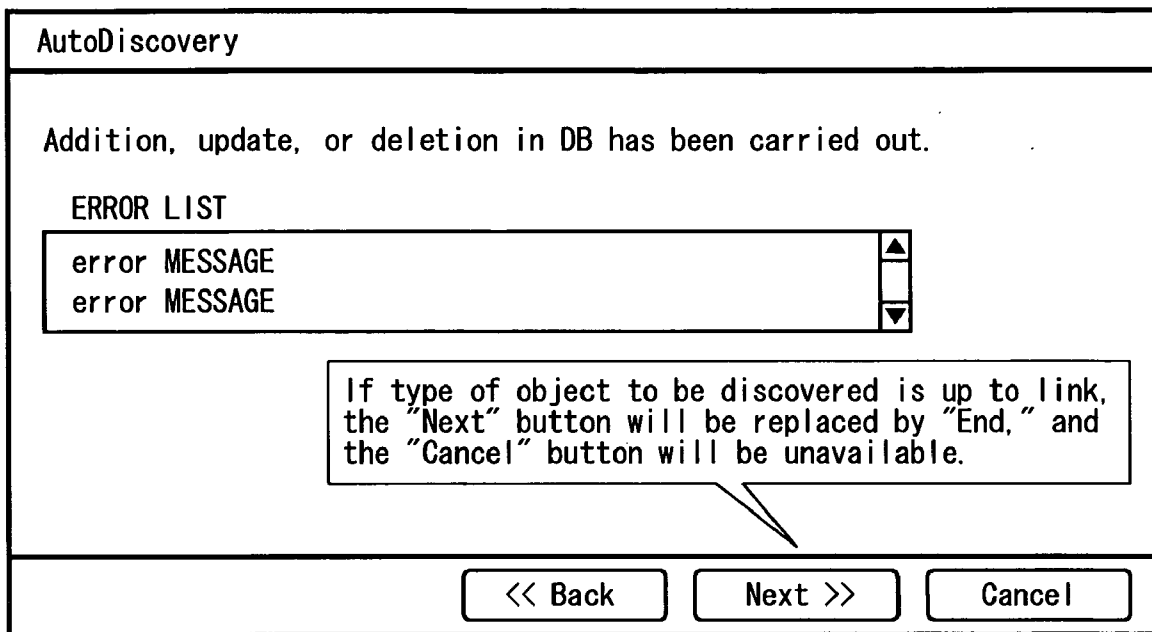 AutoDiscovery
Addition, update, or deletion in DB has been carried out.
ERROR LIST
error MESSAGE
error MESSAGE
If type of object to be discovered is up to link,
the "Next" button will be replaced by "End," and
the "Cancel" button will be unavailable.
<< Back
Next >>
Cancel